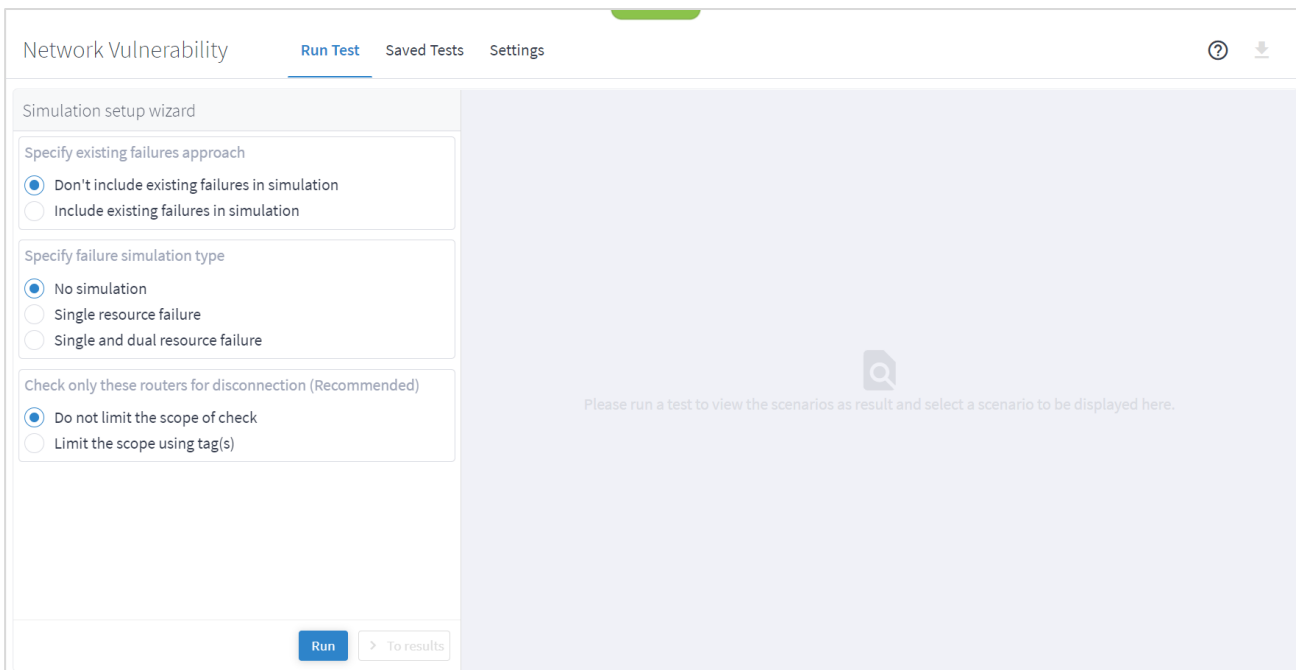 Network Vulnerability
Run Test
Saved Tests
Settings
Simulation setup wizard
Specify existing failures approach
Don't include existing failures in simulation
Include existing failures in simulation
Specify failure simulation type
No simulation
Single resource failure
Single and dual resource failure
Check only these routers for disconnection (Recommended)
Do not limit the scope of check
Limit the scope using tag(s)
Run
To results
Please run a test to view the scenarios as result and select a scenario to be displayed here.